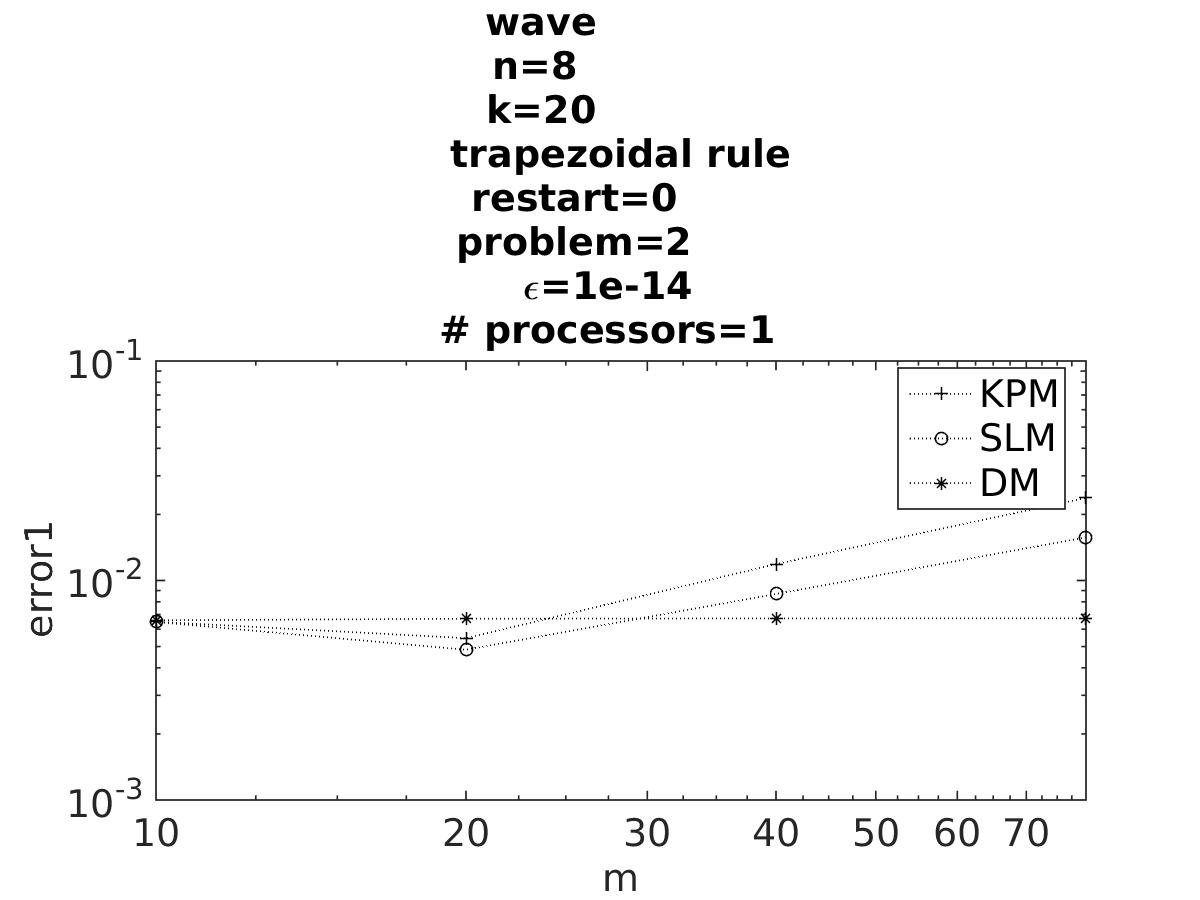 wave
n=8
k=20
trapezoidal rule
restart=0
problem=2
ϵ=1e-14
# processors=1
10-1
KPM
SLM
DM
error1
10-2
10-3
10 20 30 40 50 60 70
m